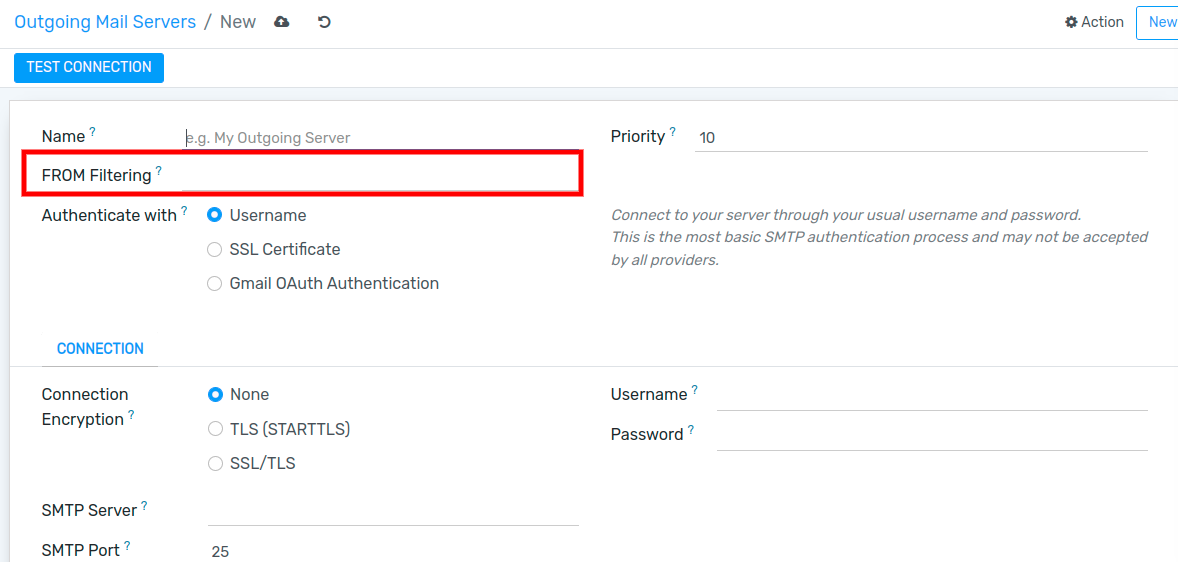 Outgoing Mail Servers / New
Action
New
TEST CONNECTION
Name ?
e.g. My Outgoing Server
Priority ?
10
FROM Filtering ?
Authenticate with ?
Username
SSL Certificate
Gmail OAuth Authentication
Connect to your server through your usual username and password.
This is the most basic SMTP authentication process and may not be accepted
by all providers.
CONNECTION
Connection
Encryption ?
None
TLS (STARTTLS)
SSL/TLS
Username ?
Password ?
SMTP Server ?
SMTP Port ?
25